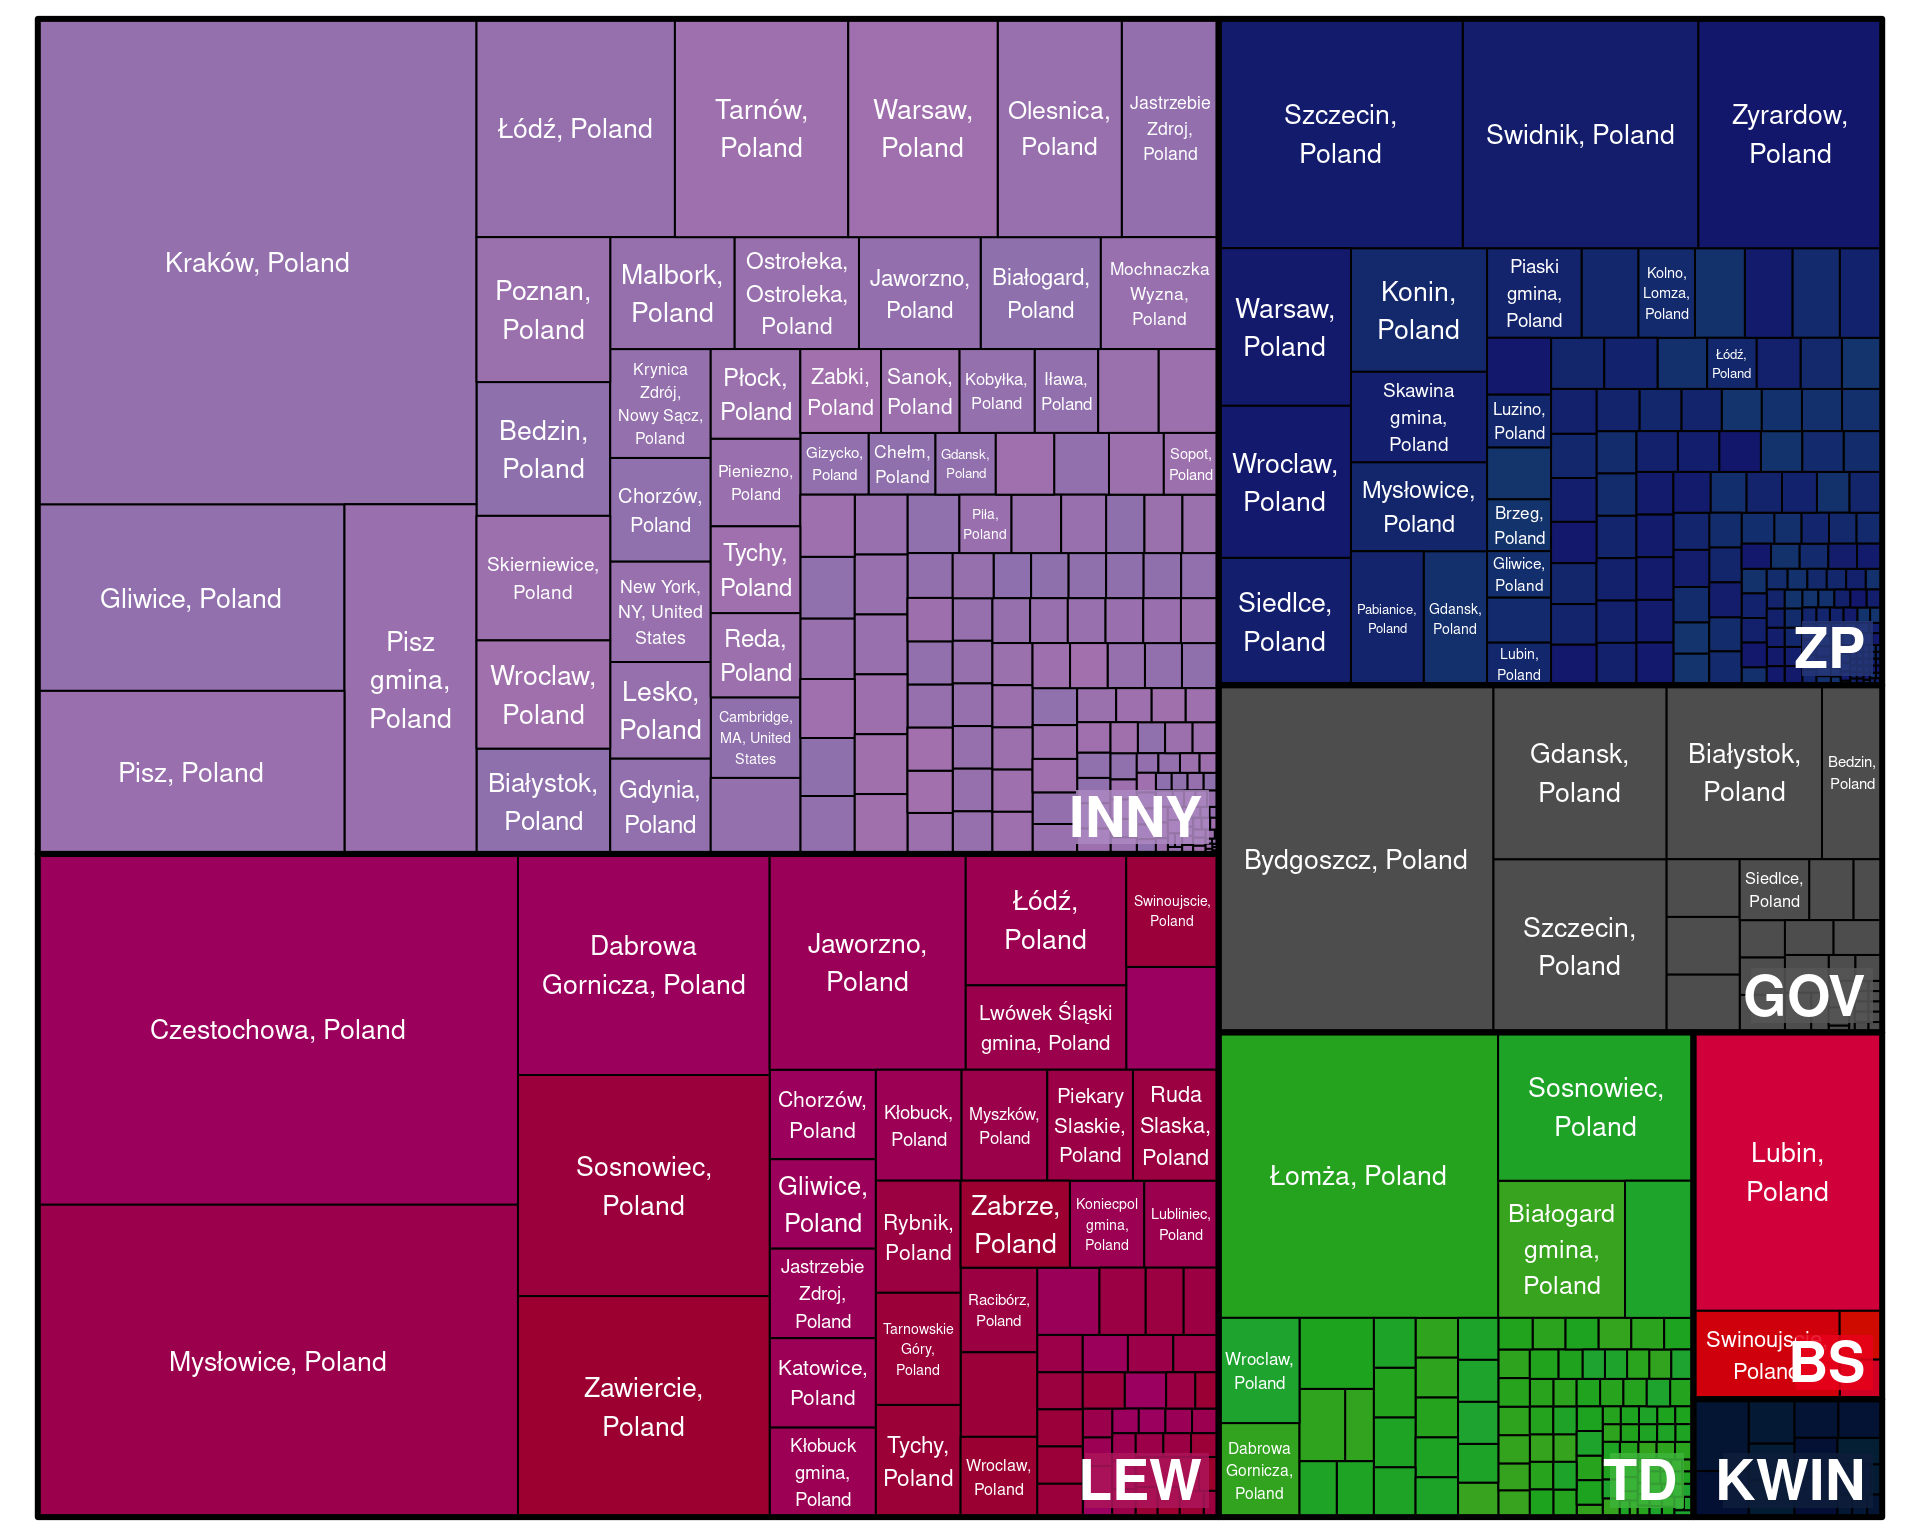 Kraków, Poland
Łódź, Poland
Tarnów,
Poland
Warsaw,
Poland
Olesnica,
Poland
Jastrzebie
Zdroj,
Poland
Poznan,
Poland
Malbork,
Poland
Ostrołeka,
Ostroleka,
Poland
Jaworzno,
Poland
Białogard,
Poland
Mochnaczka
Wyzna,
Poland
Bedzin,
Poland
Krynica
Zdrój,
Nowy Sącz,
Poland
Płock,
Poland
Zabki,
Poland
Sanok,
Poland
Kobyłka,
Poland
Iława,
Poland
Chorzów,
Poland
Pieniezno,
Poland
Gizycko,
Poland
Chełm,
Poland
Gdansk,
Poland
Sopot,
Poland
Piła,
Poland
Gliwice, Poland
Pisz
gmina,
Poland
Pisz, Poland
Skierniewice,
Poland
New York,
NY, United
States
Tychy,
Poland
Wroclaw,
Poland
Lesko,
Poland
Reda,
Poland
Cambridge,
MA, United
States
Białystok,
Poland
Gdynia,
Poland
INNY
Szczecin,
Poland
Swidnik, Poland
Zyrardow,
Poland
Warsaw,
Poland
Konin,
Poland
Piaski
gmina,
Poland
Kolno,
Lomza,
Poland
Łódź,
Poland
Skawina
gmina,
Poland
Luzino,
Poland
Wroclaw,
Poland
Mysłowice,
Poland
Brzeg,
Poland
Siedlce,
Poland
Pabianice,
Poland
Gdansk,
Poland
Gliwice,
Poland
Lubin,
Poland
ZP
Bydgoszcz, Poland
Gdansk,
Poland
Białystok,
Poland
Bedzin,
Poland
Szczecin,
Poland
Siedlce,
Poland
GOV
Czestochowa, Poland
Dabrowa
Gornicza, Poland
Jaworzno,
Poland
Łódź,
Poland
Swinoujscie,
Poland
Lwówek Śląski
gmina, Poland
Mysłowice, Poland
Sosnowiec,
Poland
Zawiercie,
Poland
Chorzów,
Poland
Kłobuck,
Poland
Myszków,
Poland
Piekary
Slaskie,
Poland
Ruda
Slaska,
Poland
Gliwice,
Poland
Rybnik,
Poland
Zabrze,
Poland
Koniecpol
gmina,
Poland
Lubliniec,
Poland
Jastrzebie
Zdroj,
Poland
Tarnowskie
Góry,
Poland
Racibórz,
Poland
Katowice,
Poland
Kłobuck
gmina,
Poland
Tychy,
Poland
Wroclaw,
Poland
LEW
Łomża, Poland
Sosnowiec,
Poland
Białogard
gmina,
Poland
Wroclaw,
Poland
Dabrowa
Gornicza,
Poland
TD
Lubin,
Poland
Swinoujscie
Poland
BS
KWIN